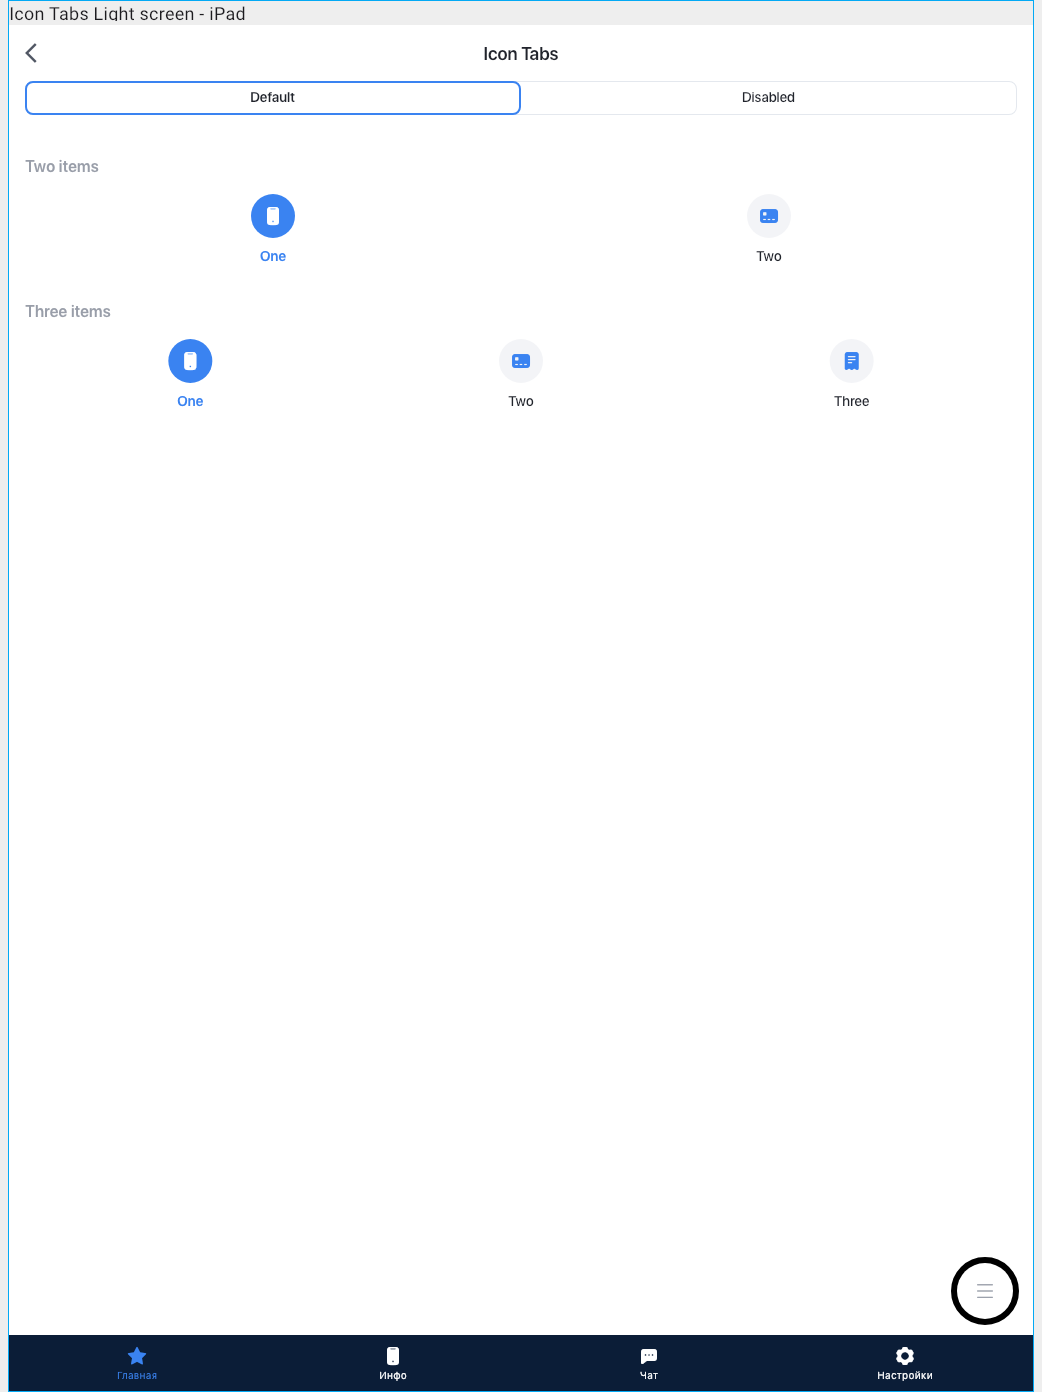 Icon Tabs Light screen - iPad
Icon Tabs
Default Disabled
Two items
One Two
Three items
One Two Three
Главная Инфо Чат Настройки